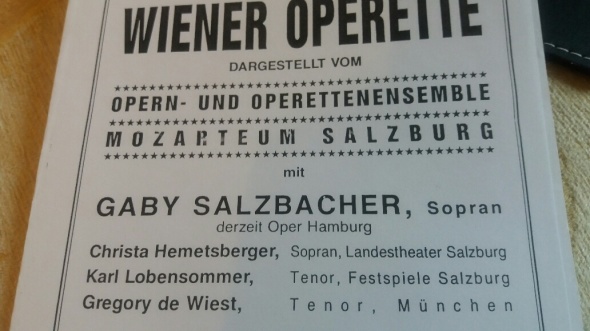 WIENER OPERETTE
DARGESTELLT VOM
OPERN- UND OPERETTENENSEMBLE
MOZARTEUM SALZBURG
mit
GABY SALZBACHER, Sopran
derzeit Oper Hamburg
Christa Hemetsberger, Sopran, Landestheater Salzburg
Karl Lobensommer, Tenor, Festspiele Salzburg
Gregory de Wiest, Tenor, München